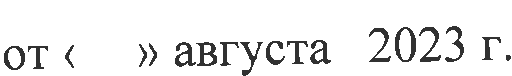 от ‹    » августа   2023 г.